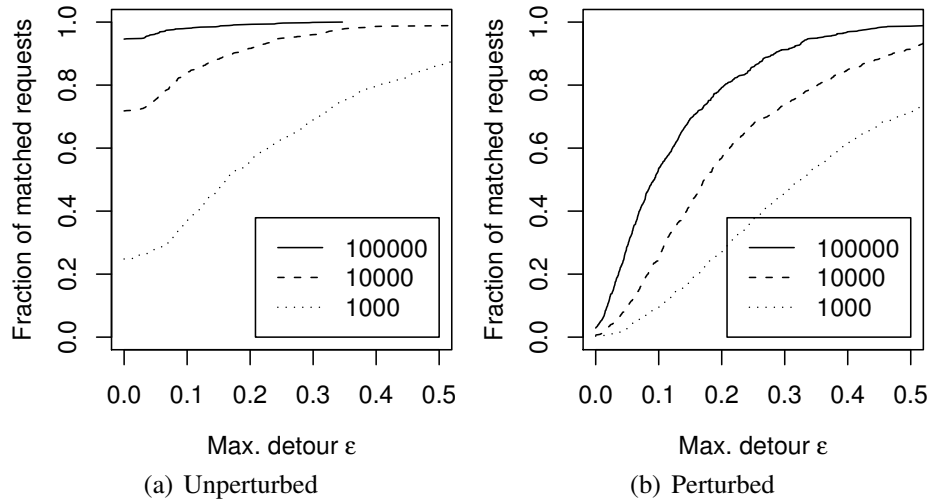 Fraction of matched requests
1.0
0.8
0.6
0.4
0.2
0.0
100000
10000
1000
0.0 0.1 0.2 0.3 0.4 0.5
Max. detour ε
(a) Unperturbed
Fraction of matched requests
1.0
0.8
0.6
0.4
0.2
0.0
100000
10000
1000
0.0 0.1 0.2 0.3 0.4 0.5
Max. detour ε
(b) Perturbed